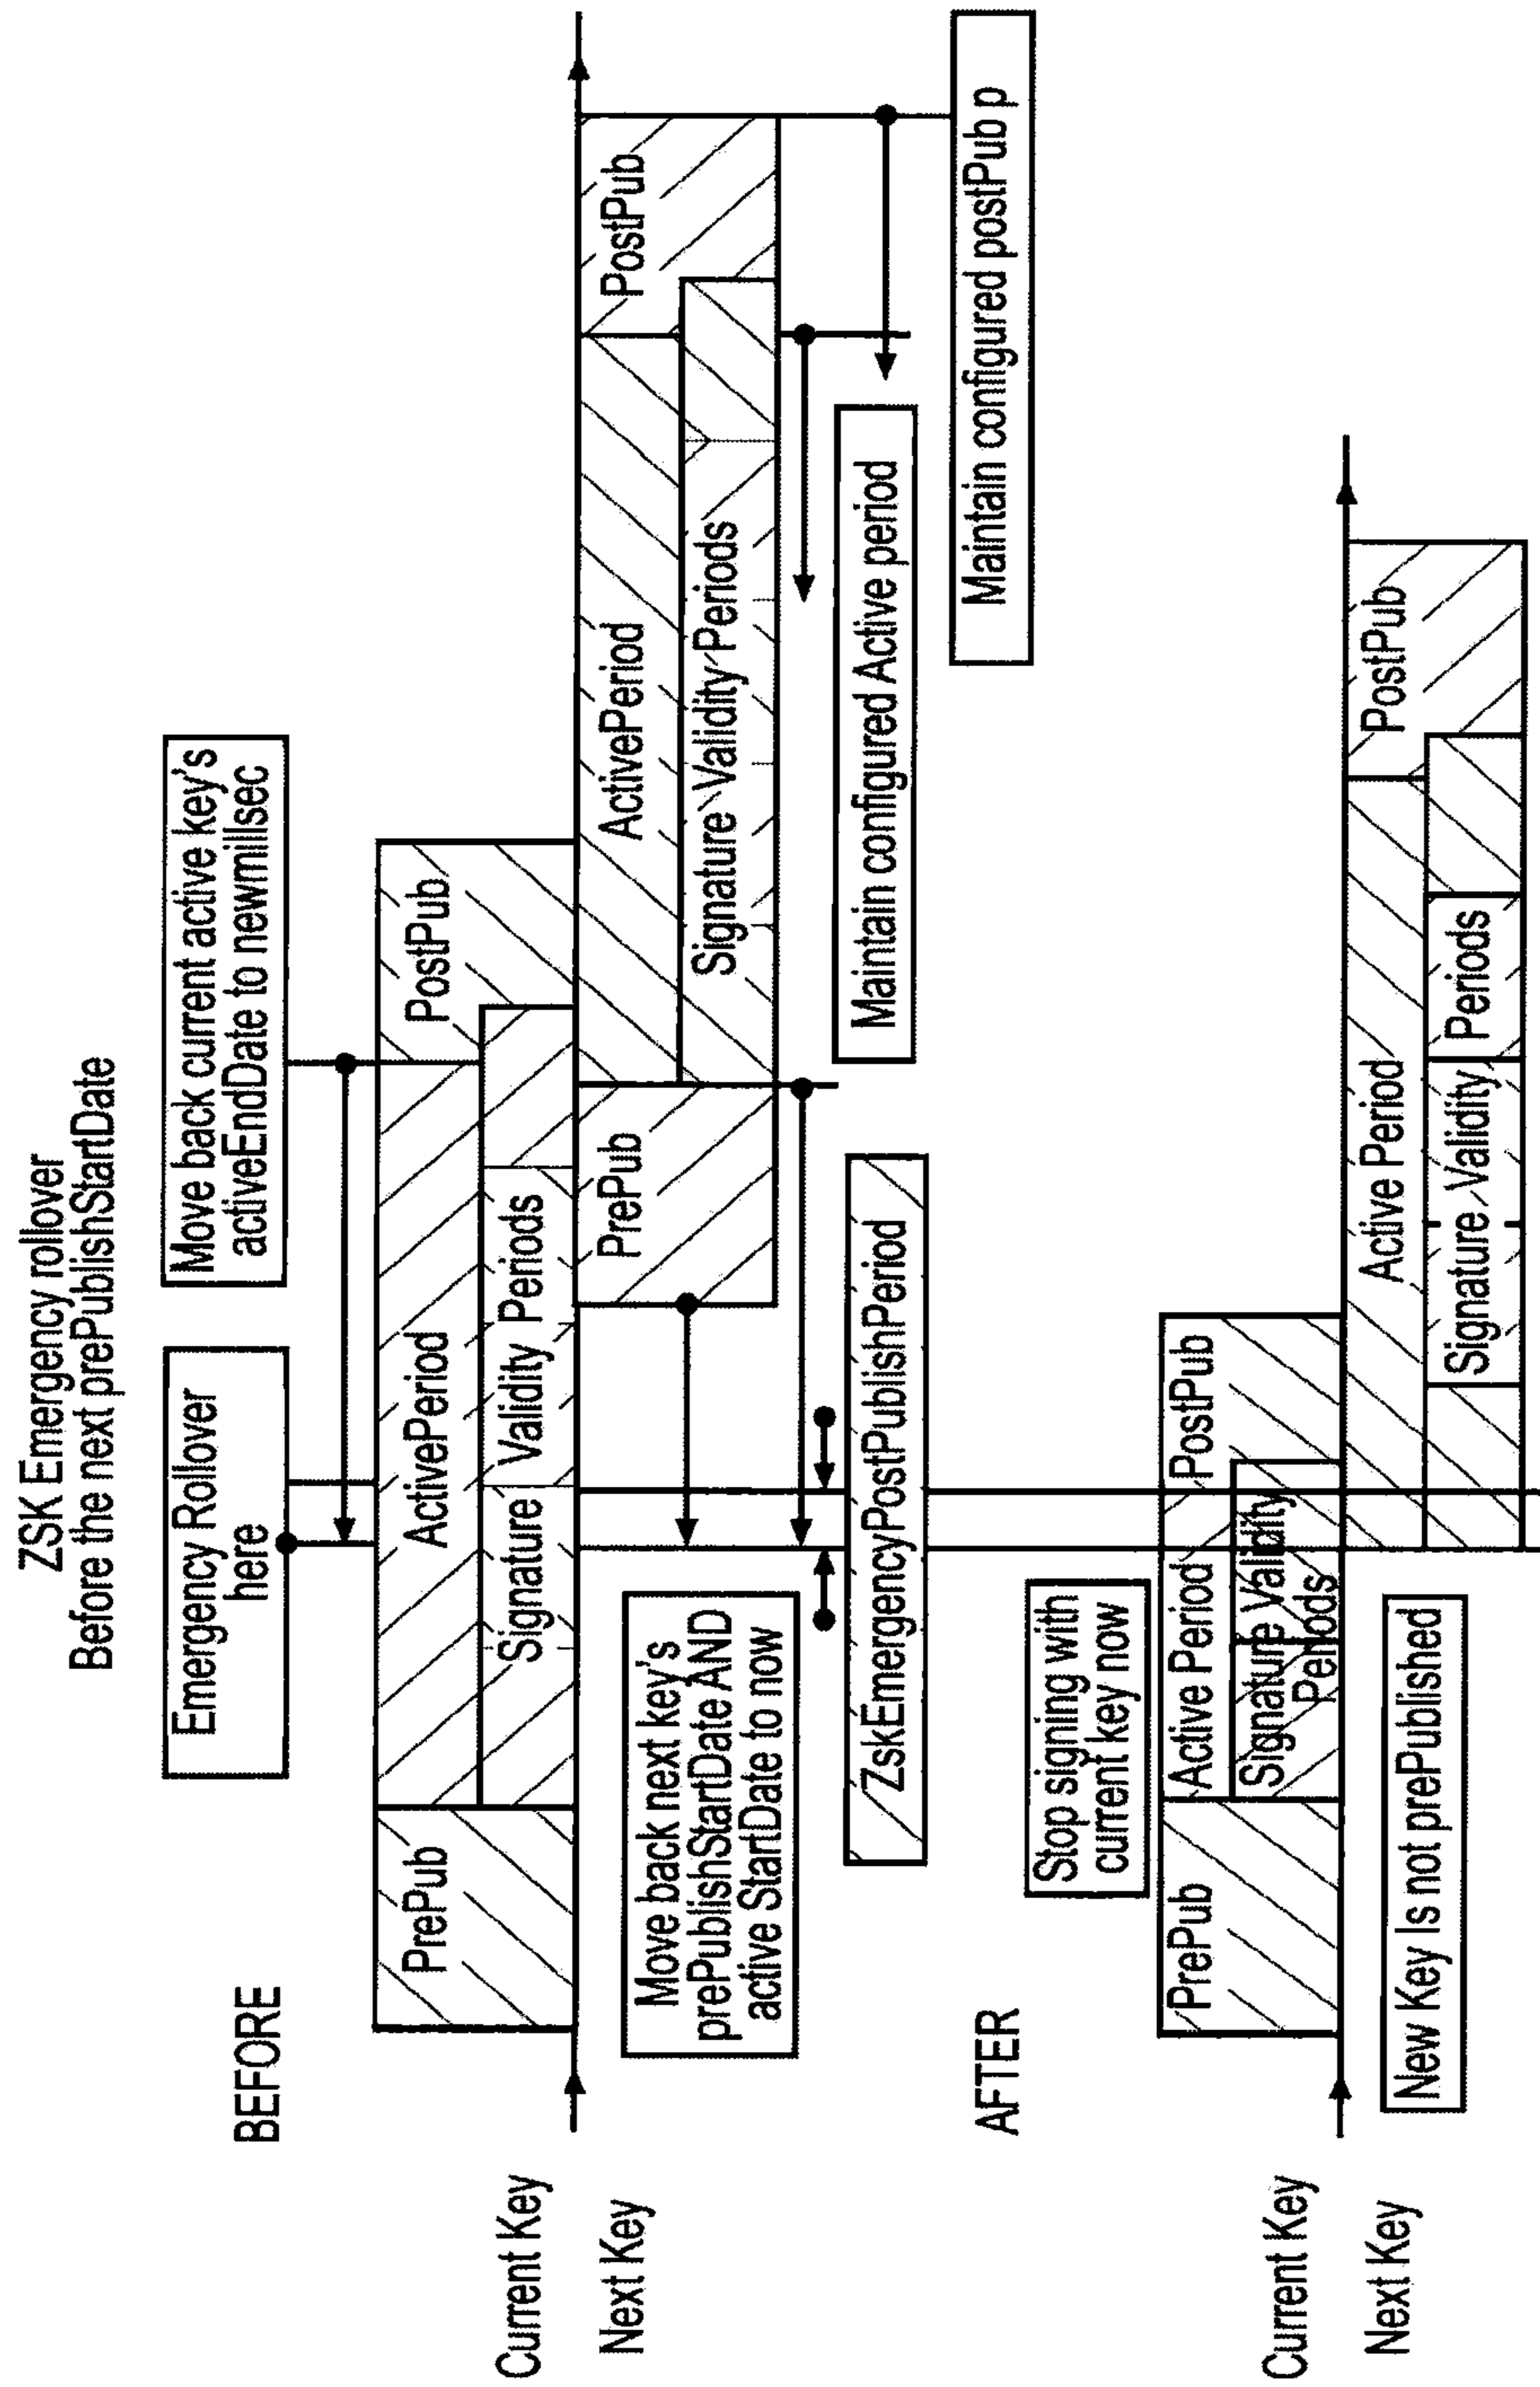 ZSK Emergency rollover
Before the next prePublishStartDate
BEFORE
Emergency Rollover
here
Move back current active key's
activeEndDate to newmillsec
Current Key
PrePub
ActivePeriod
PostPub
Signature Validity Periods
Next Key
PrePub
ActivePeriod
PostPub
Signature Validity Periods
Move back next key's
prePublishStartDate AND
active StartDate to now
ZskEmergencyPostPublishPeriod
Maintain configured Active period
Maintain configured postPub p
AFTER
Stop signing with
current key now
Current Key
PrePub
Active Period
PostPub
Signature Validity
Periods
Next Key
Active Period
PostPub
Signature Validity Periods
New Key Is not prePublished